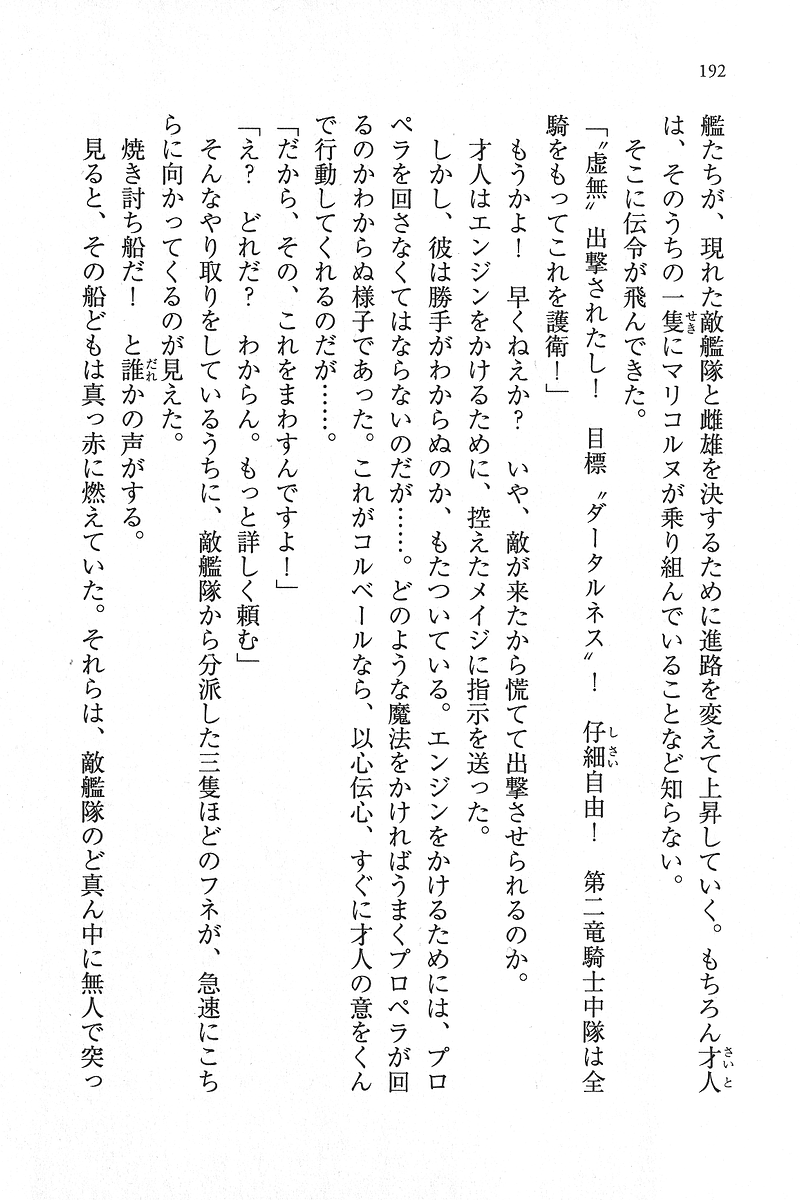 192
艦たちが、現れた敵艦隊と雌雄を決するために進路を変えて上昇していく。もちろん才人
は、そのうちの一隻にマリコルヌが乗り組んでいることなど知らない。
　そこに伝令が飛んできた。
「〝虚無〟出撃されたし！　目標〝ダータルネス〟！　仔細自由！　第二竜騎士中隊は全
騎をもってこれを護衛！」
　もうかよ！　早くねえか？　いや、敵が来たから慌てて出撃させられるのか。
　才人はエンジンをかけるために、控えたメイジに指示を送った。
　しかし、彼は勝手がわからぬのか、もたついている。エンジンをかけるためには、プロ
ペラを回さなくてはならないのだが……。どのような魔法をかければうまくプロペラが回
るのかわからぬ様子であった。これがコルベールなら、以心伝心、すぐに才人の意をくん
で行動してくれるのだが……。
「だから、その、これをまわすんですよ！」
「え？　どれだ？　わからん。もっと詳しく頼む」
　そんなやり取りをしているうちに、敵艦隊から分派した三隻ほどのフネが、急速にこち
らに向かってくるのが見えた。
　焼き討ち船だ！　と誰かの声がする。
　見ると、その船どもは真っ赤に燃えていた。それらは、敵艦隊のど真ん中に無人で突っ